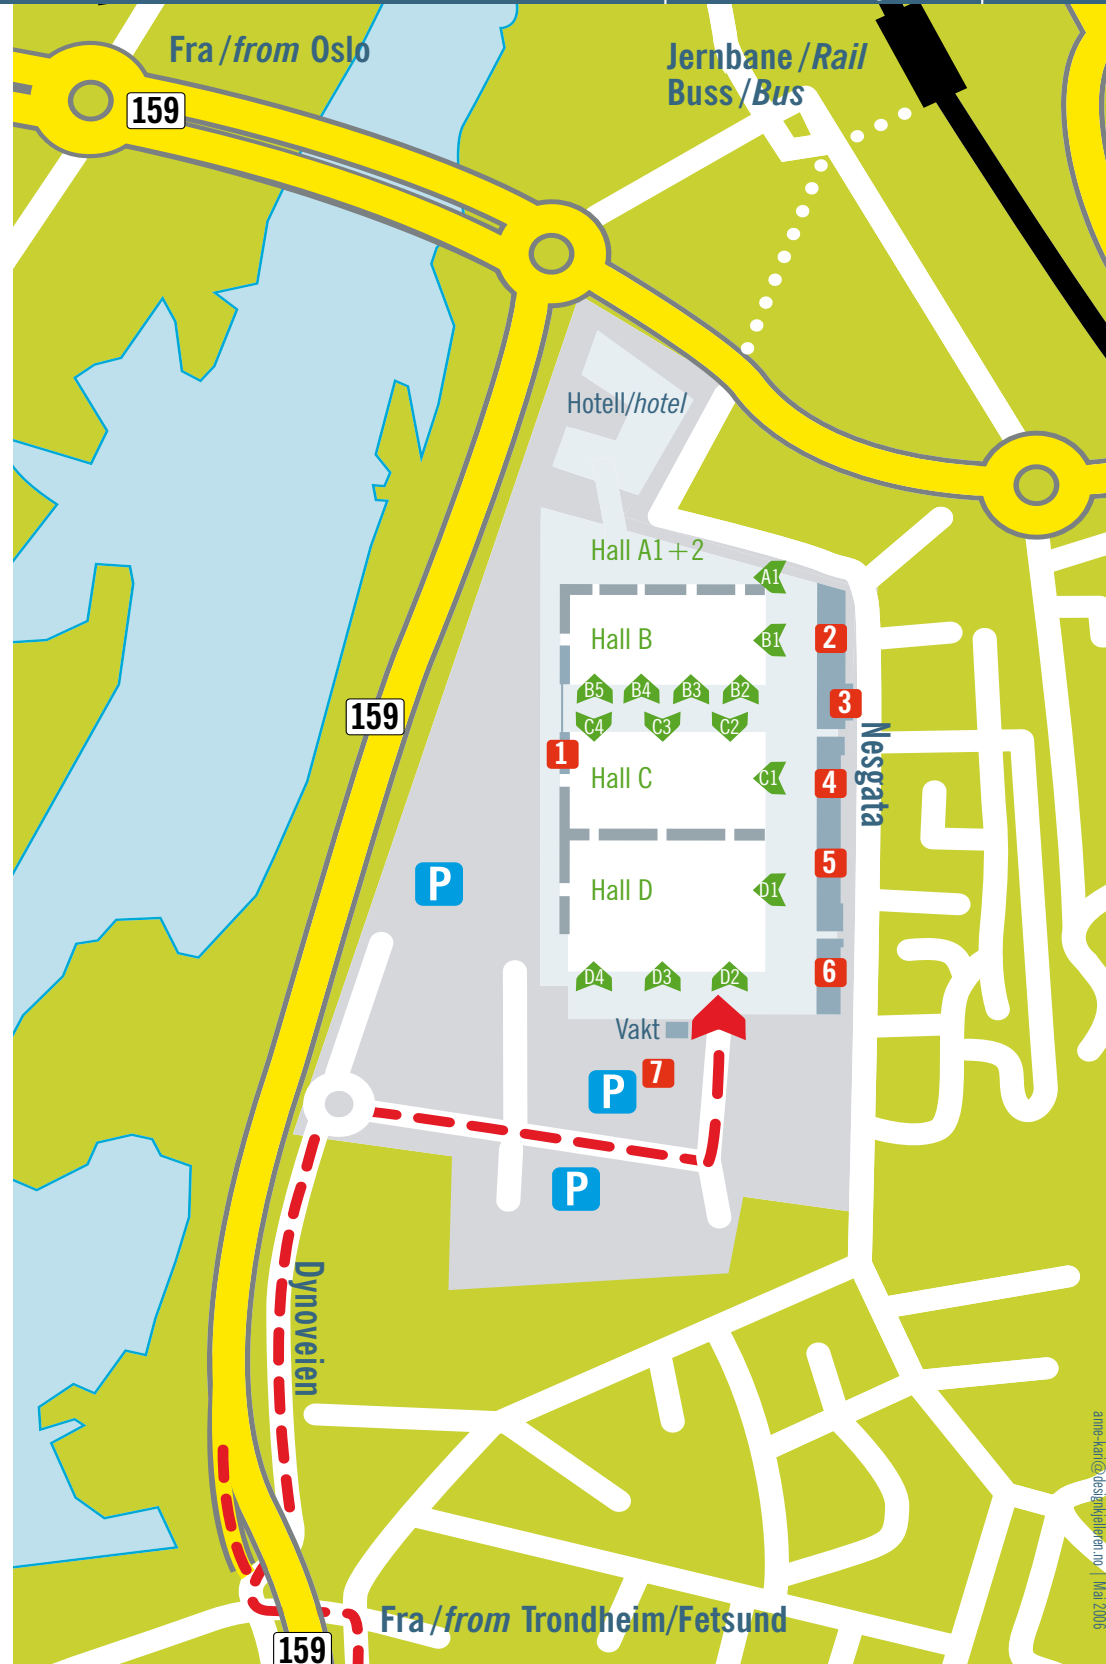 Fra / from Oslo
159
Jernbane / Rail
Buss / Bus
Hotell/hotel
Hall A1 + 2
A1
Hall B
B1
2
B5
B4
B3
B2
3
C4
C3
C2
159
1
Hall C
C1
4
Nesgata
5
P
Hall D
D1
6
D4
D3
D2
Vakt
7
P
P
Dynoveien
anne-kari@designkjelleren.no | Mai 2006
Fra / from Trondheim/Fetsund
159